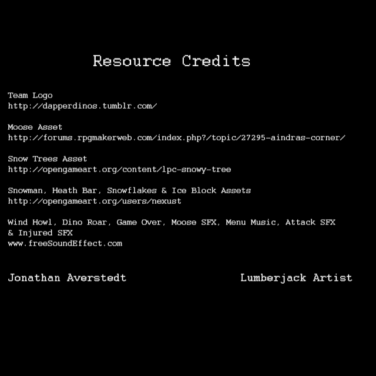 Resource Credits
Team Logo
http://dapperdinos.tumblr.com/
Moose Asset
http://forums.rpgmakerweb.com/index.php?/topic/27295-aindras-corner/
Snow Trees Asset
http://opengameart.org/content/lpc-snowy-tree
Snowman, Heath Bar, Snowflakes & Ice Block Assets
http://opengameart.org/users/nexust
Wind Howl, Dino Roar, Game Over, Moose SFX, Menu Music, Attack SFX
& Injured SFX
www.freeSoundEffect.com
Jonathan Averstedt Lumberjack Artist